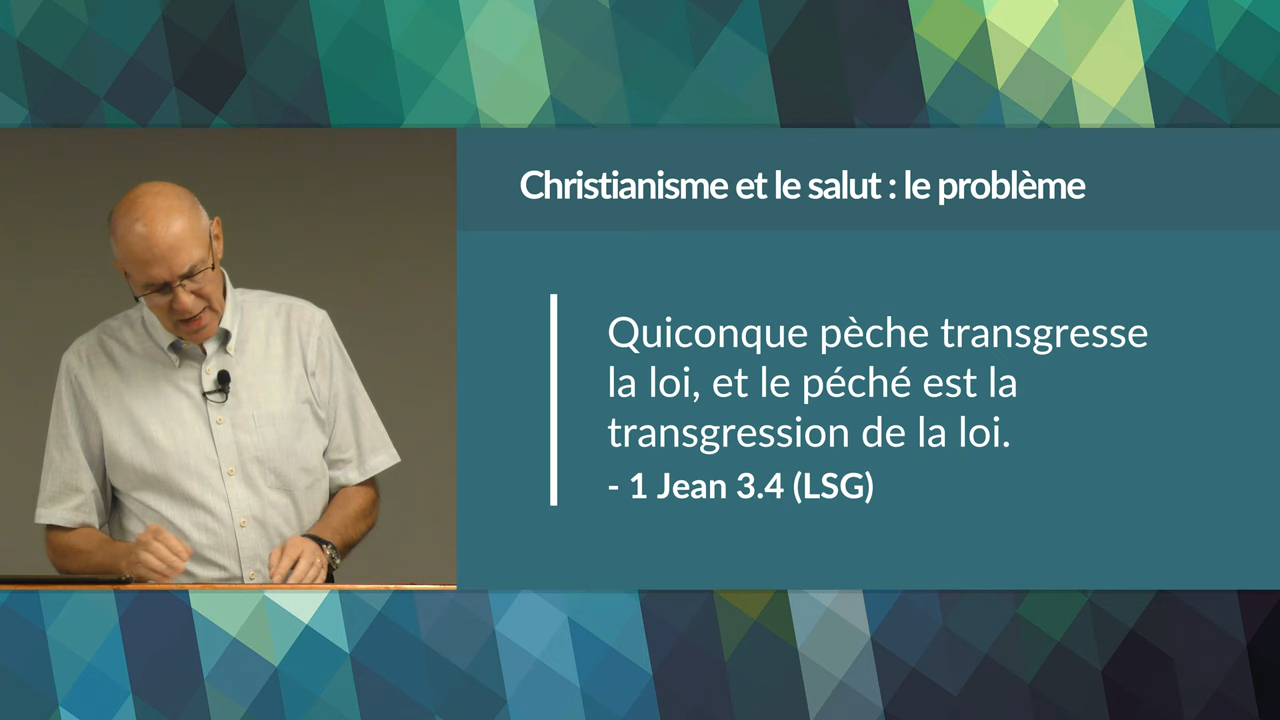 Christianisme et le salut : le problème
Quiconque pèche transgresse
la loi, et le péché est la
transgression de la loi.
- 1 Jean 3.4 (LSG)